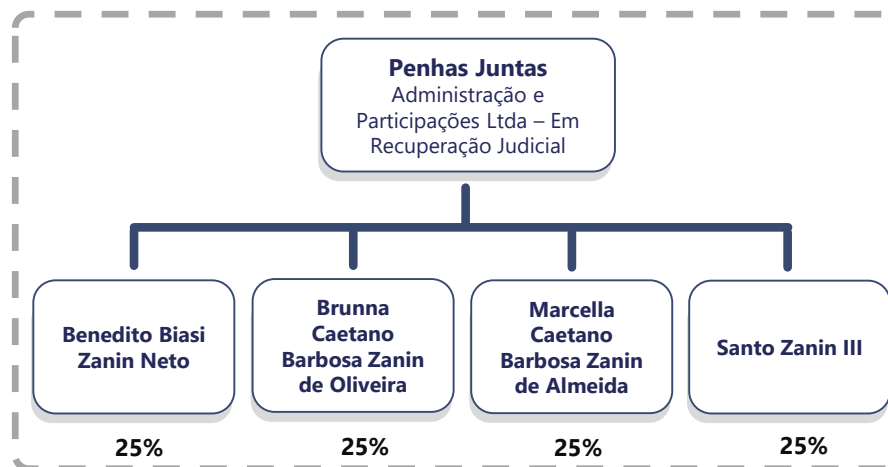 Penhas Juntas
Administração e
Participações Ltda – Em
Recuperação Judicial
Benedito Biasi
Zanin Neto
Brunna
Caetano
Barbosa Zanin
de Oliveira
Marcella
Caetano
Barbosa Zanin
de Almeida
Santo Zanin III
25%
25%
25%
25%